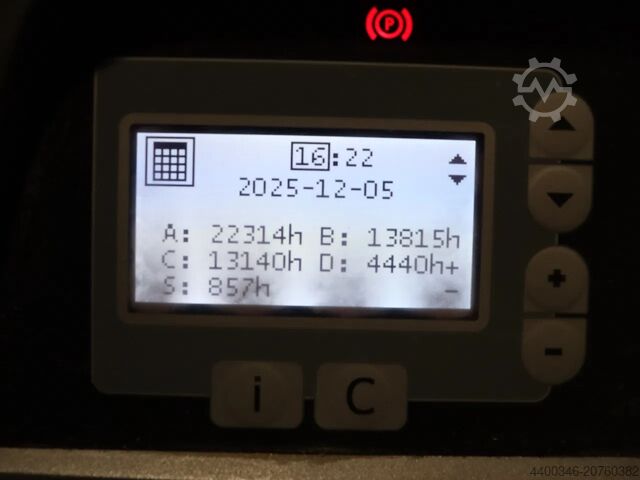 P
16:22
2025-12-05
A: 22314h B: 13815h
C: 13140h D: 4440h+
S: 857h -
+
-
i C
4400346-20760382